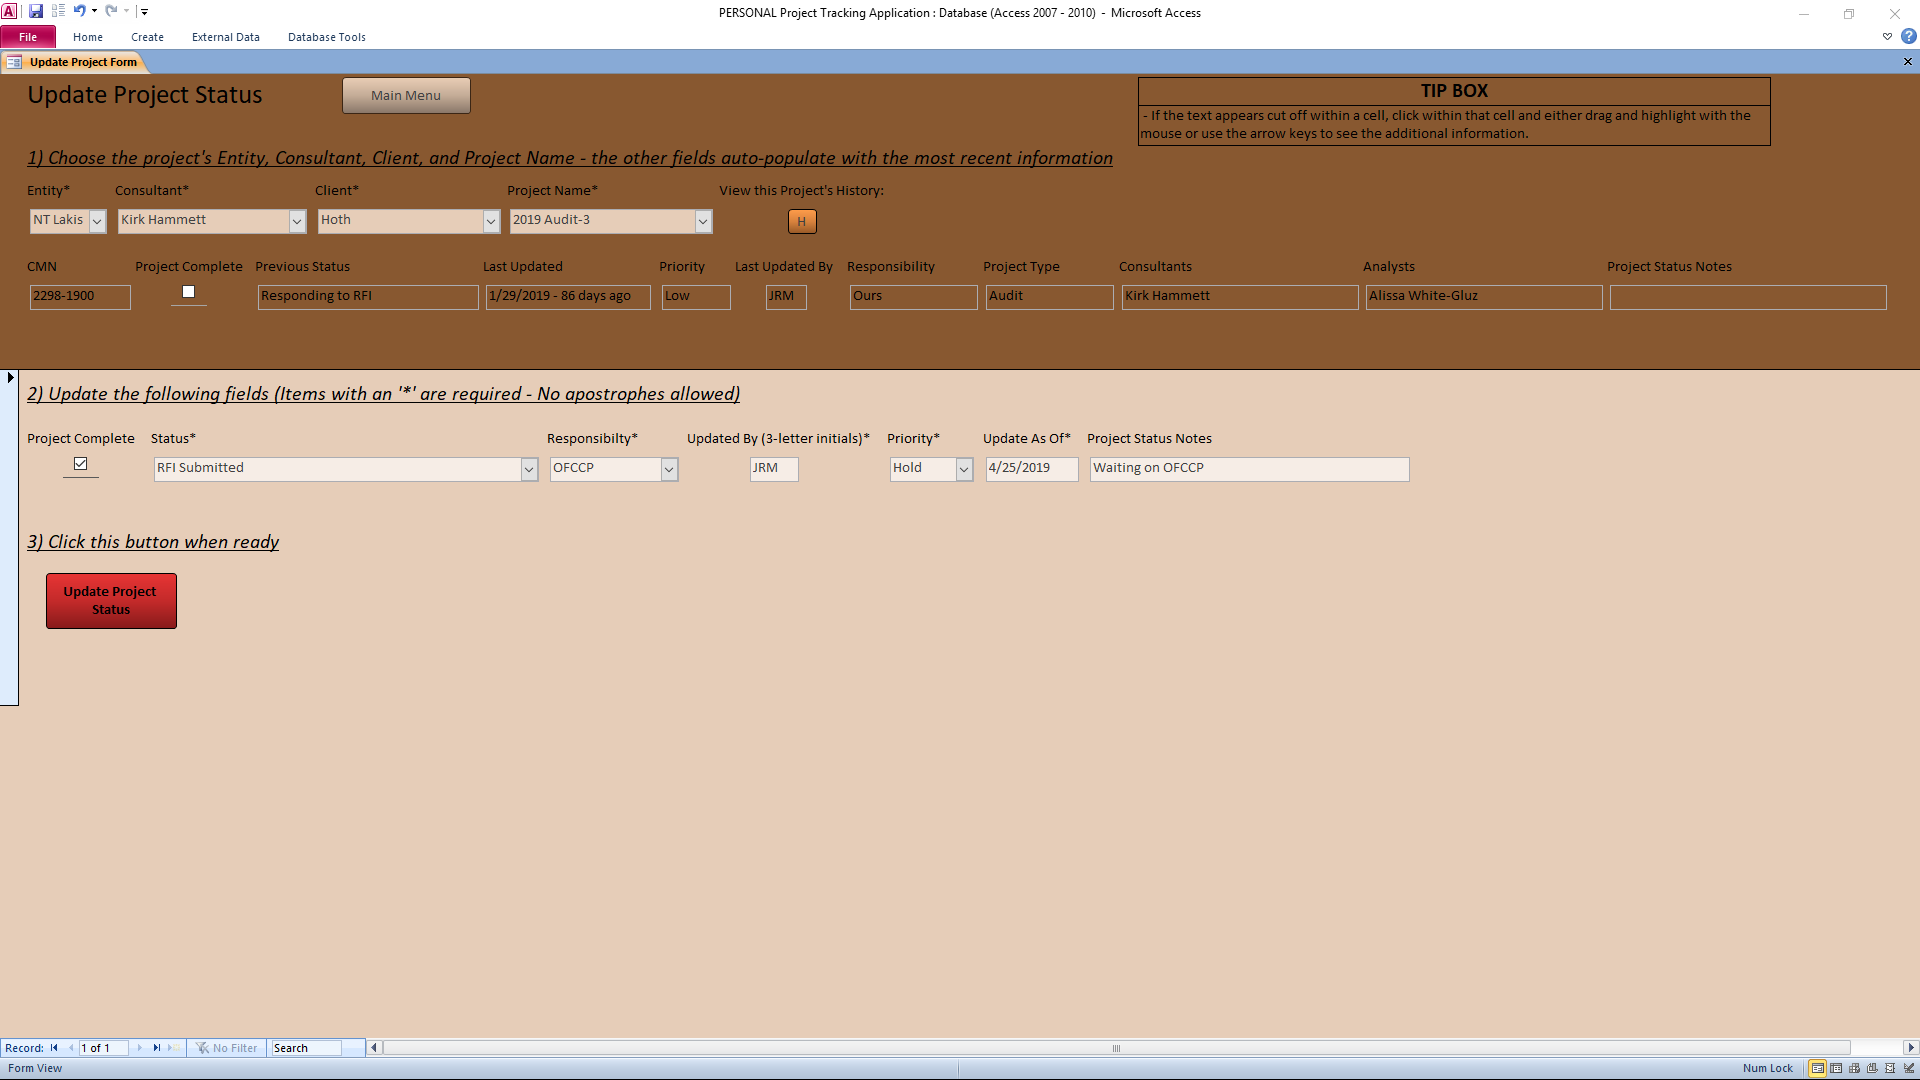 PERSONAL Project Tracking Application : Database (Access 2007 - 2010)  -  Microsoft Access
File Home Create External Data Database Tools
Update Project Form
Update Project Status
Main Menu
TIP BOX
- If the text appears cut off within a cell, click within that cell and either drag and highlight with the
mouse or use the arrow keys to see the additional information.
1) Choose the project's Entity, Consultant, Client, and Project Name - the other fields auto-populate with the most recent information
Entity* Consultant* Client* Project Name* View this Project's History:
NT Lakis Kirk Hammett Hoth 2019 Audit-3 H
CMN Project Complete Previous Status Last Updated Priority Last Updated By Responsibility Project Type Consultants Analysts Project Status Notes
2298-1900 Responding to RFI 1/29/2019 - 86 days ago Low JRM Ours Audit Kirk Hammett Alissa White-Gluz
2) Update the following fields (Items with an '*' are required - No apostrophes allowed)
Project Complete Status* Responsibilty* Updated By (3-letter initials)* Priority* Update As Of* Project Status Notes
RFI Submitted OFCCP JRM Hold 4/25/2019 Waiting on OFCCP
3) Click this button when ready
Update Project
Status
Record: 1 of 1 No Filter Search
Form View Num Lock